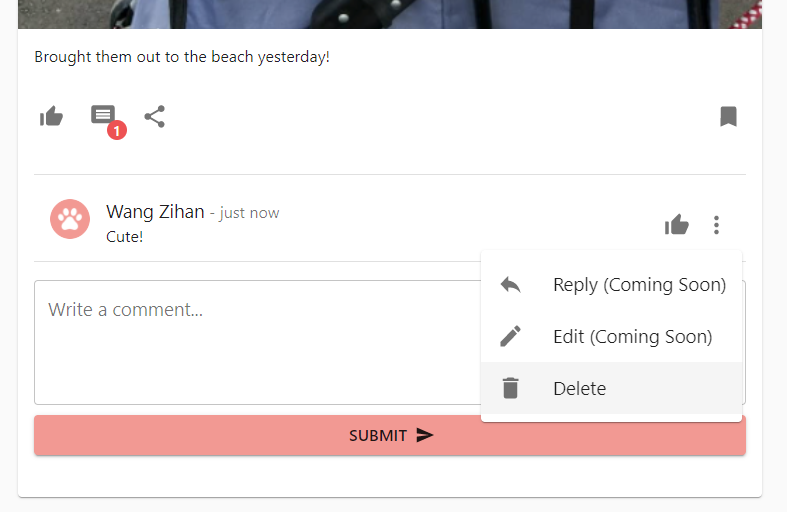 Brought them out to the beach yesterday!
1
Wang Zihan - just now
Cute!
Write a comment...
Reply (Coming Soon)
Edit (Coming Soon)
Delete
SUBMIT